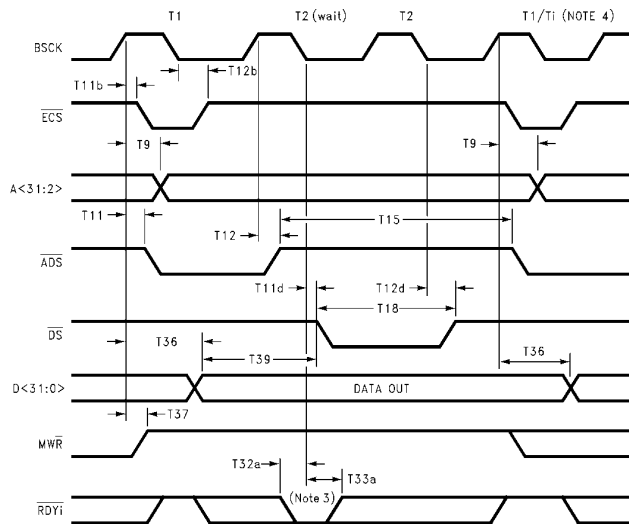 T1 T2 (wait) T2 T1/Ti (NOTE 4)
BSCK
T11b T12b
ECS
T9 T9
A<31:2>
T11 T12 T15
ADS
T11d T12d
T18
DS
T36 T39 T36
D<31:0> DATA OUT
T37
MWR
T32a T33a
(Note 3)
RDYi